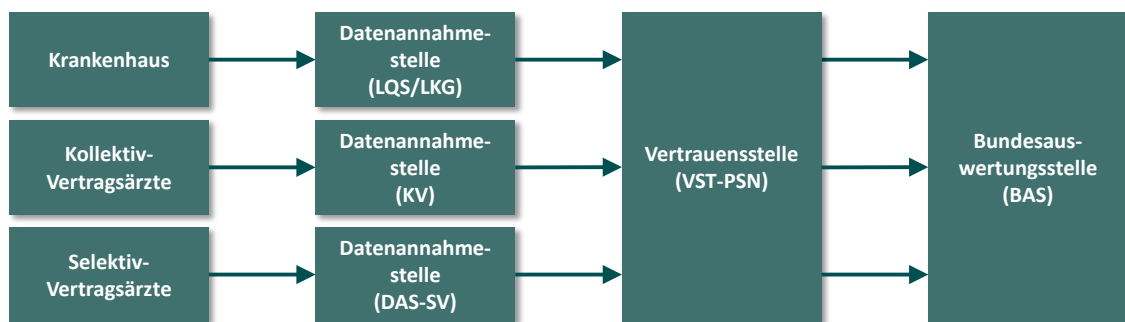 Krankenhaus
Datenannahme-
stelle
(LQS/LKG)
Kollektiv-
Vertragsärzte
Datenannahme-
stelle
(KV)
Selektiv-
Vertragsärzte
Datenannahme-
stelle
(DAS-SV)
Vertrauensstelle
(VST-PSN)
Bundesaus-
wertungsstelle
(BAS)